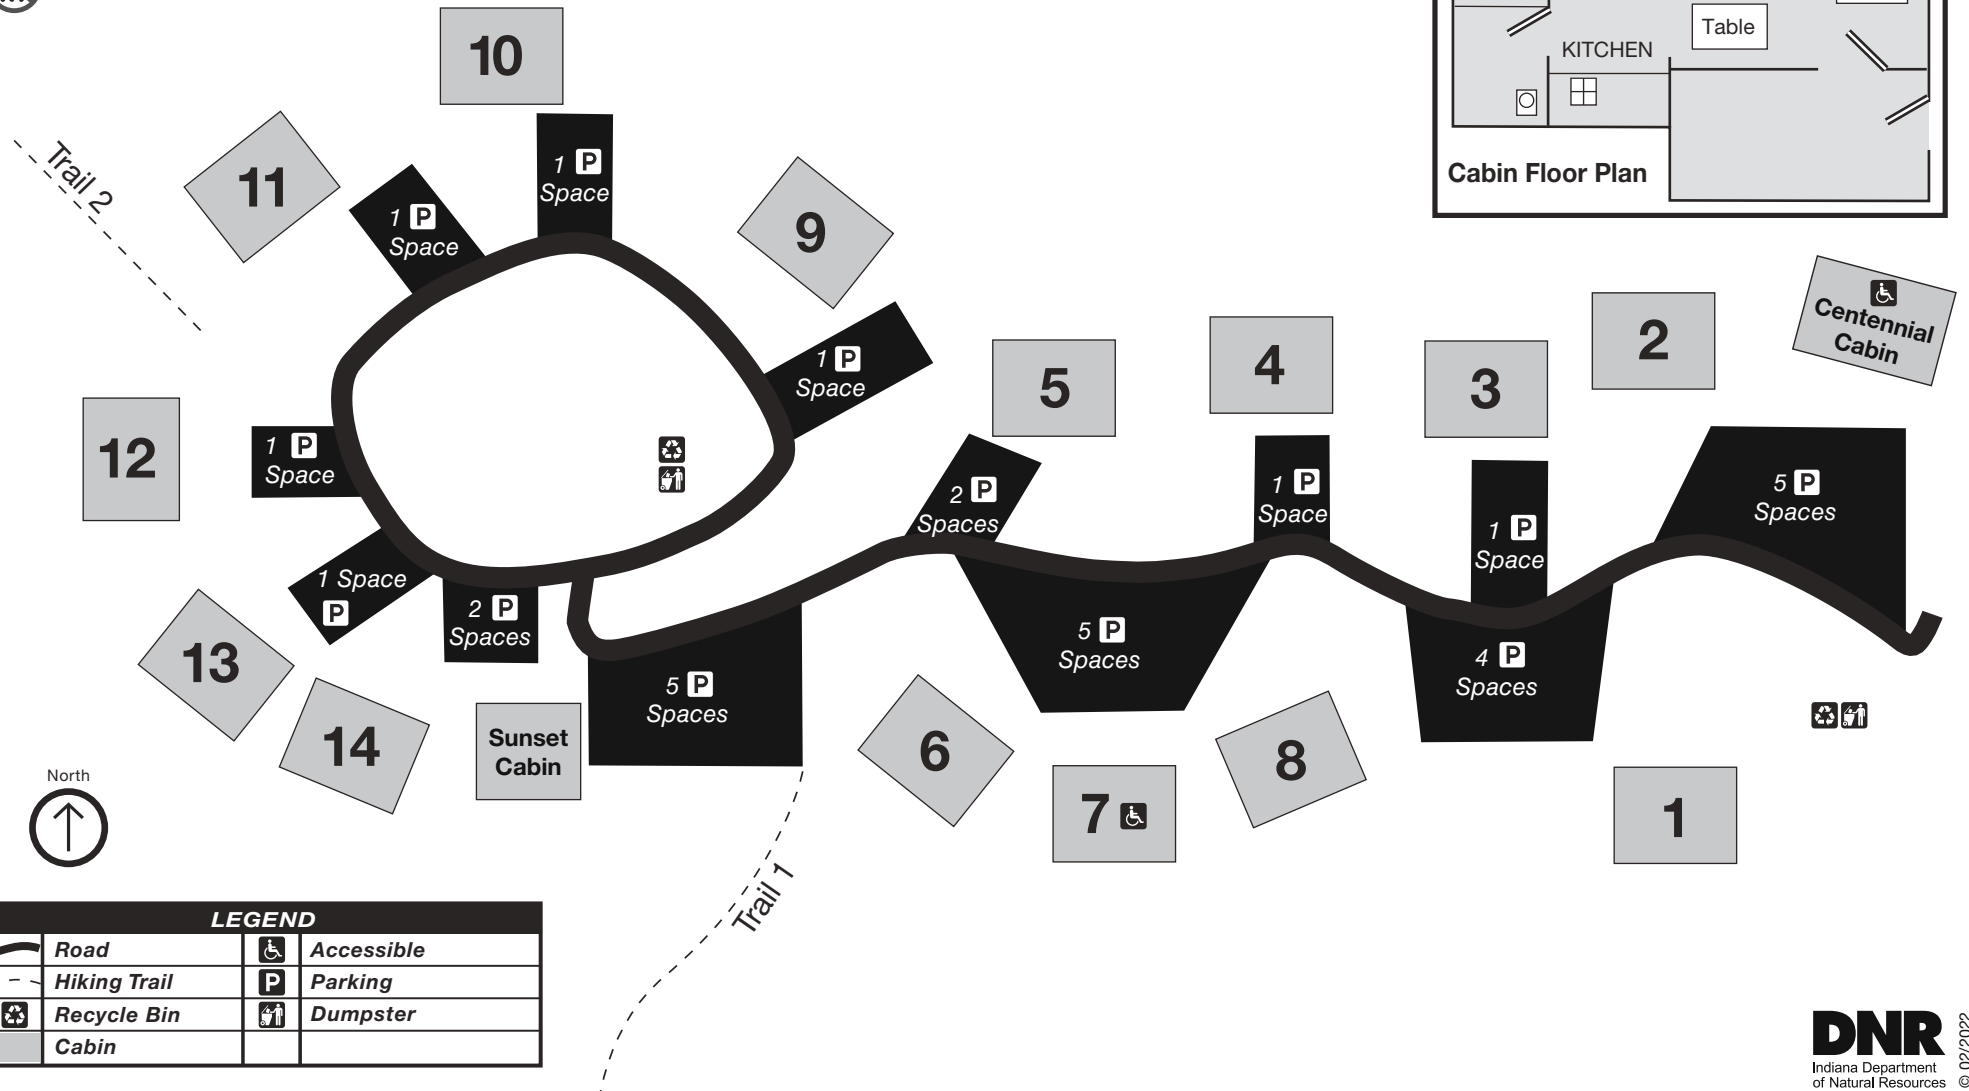 10
Table
KITCHEN
Cabin Floor Plan
Trail 2
11
1 P
Space
1 P
Space
9
1 P
Space
5
4
3
2
Centennial
Cabin
12
1 P
Space
2 P
Spaces
1 P
Space
1 P
Space
5 P
Spaces
1 Space
P
2 P
Spaces
5 P
Spaces
5 P
Spaces
4 P
Spaces
13
14
Sunset
Cabin
6
7
8
1
North
Trail 1
LEGEND
Road
Accessible
Hiking Trail
P
Parking
Recycle Bin
Dumpster
Cabin
DNR
Indiana Department
of Natural Resources
© 02/2022